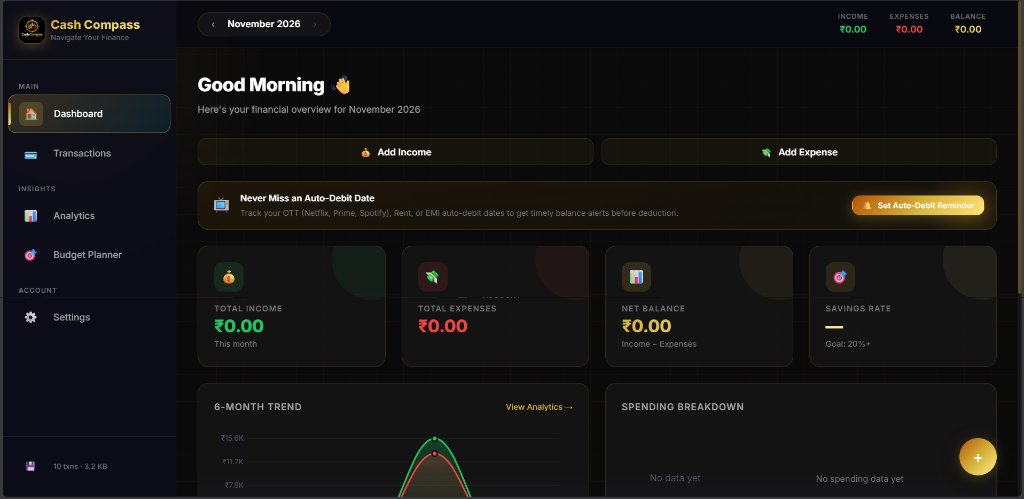 Cash Compass
Navigate Your Finance
MAIN
Dashboard
Transactions
INSIGHTS
Analytics
Budget Planner
ACCOUNT
Settings
10 txns · 3.2 KB
‹ November 2026 ›
INCOME
₹0.00
EXPENSES
₹0.00
BALANCE
₹0.00
Good Morning 👋
Here's your financial overview for November 2026
Add Income
Add Expense
Never Miss an Auto-Debit Date
Track your OTT (Netflix, Prime, Spotify), Rent, or EMI auto-debit dates to get timely balance alerts before deduction.
Set Auto-Debit Reminder
TOTAL INCOME
₹0.00
This month
TOTAL EXPENSES
₹0.00
NET BALANCE
₹0.00
Income − Expenses
SAVINGS RATE
—
Goal: 20%+
6-MONTH TREND
View Analytics →
₹15.6K
₹11.7K
₹7.8K
SPENDING BREAKDOWN
No data yet
No spending data yet
+